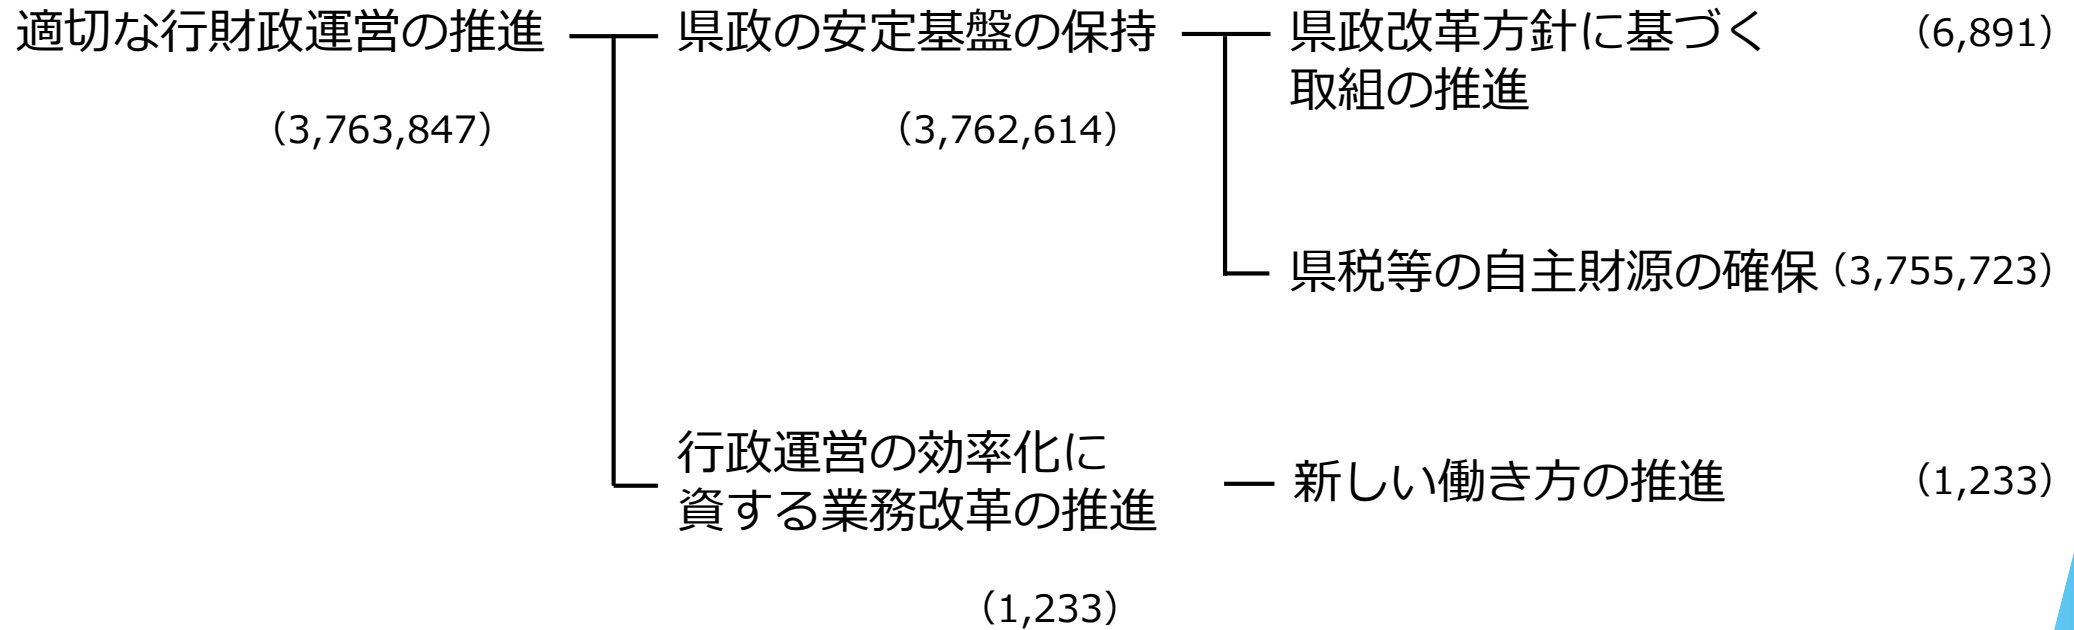 適切な行財政運営の推進
（3,763,847）
県政の安定基盤の保持
（3,762,614）
県政改革方針に基づく
取組の推進
（6,891）
県税等の自主財源の確保
（3,755,723）
行政運営の効率化に
資する業務改革の推進
（1,233）
新しい働き方の推進
（1,233）